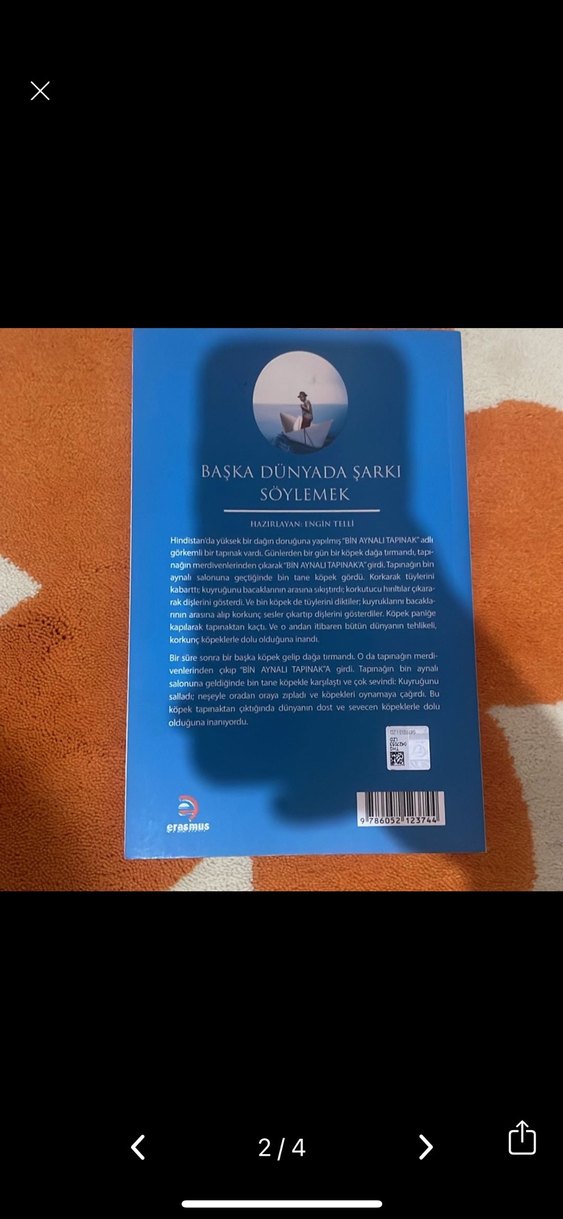 BAŞKA DÜNYADA ŞARKI
SÖYLEMEK
HAZIRLAYAN: ENGİN TELLİ
Hindistan'da yüksek bir dağın doruğuna yapılmış "BİN AYNALI TAPINAK" adlı
görkemli bir tapınak vardı. Günlerden bir gün bir köpek dağa tırmandı, tapı-
nağın merdivenlerinden çıkarak "BİN AYNALI TAPINAK'A" girdi. Tapınağın bin
aynalı salonuna geçtiğinde bin tane köpek gördü. Korkarak tüylerini
kabarttı; kuyruğunu bacaklarının arasına sıkıştırdı; korkutucu hırıltılar çıkara-
rak dişlerini gösterdi. Ve bin köpek de tüylerini diktiler; kuyruklarını bacakla-
rının arasına alıp korkunç sesler çıkartıp dişlerini gösterdiler. Köpek paniğe
kapılarak tapınaktan kaçtı. Ve o andan itibaren bütün dünyanın tehlikeli,
korkunç köpeklerle dolu olduğuna inandı.
Bir süre sonra bir başka köpek gelip dağa tırmandı. O da tapınağın merdi-
venlerinden çıkıp "BİN AYNALI TAPINAK"A girdi. Tapınağın bin aynalı
salonuna geldiğinde bin tane köpekle karşılaştı ve çok sevindi: Kuyruğunu
salladı; neşeyle oradan oraya zıpladı ve köpekleri oynamaya çağırdı. Bu
köpek tapınaktan çıktığında dünyanın dost ve sevecen köpeklerle dolu
olduğuna inanıyordu.
erasmus
9 786052 123744
2 / 4